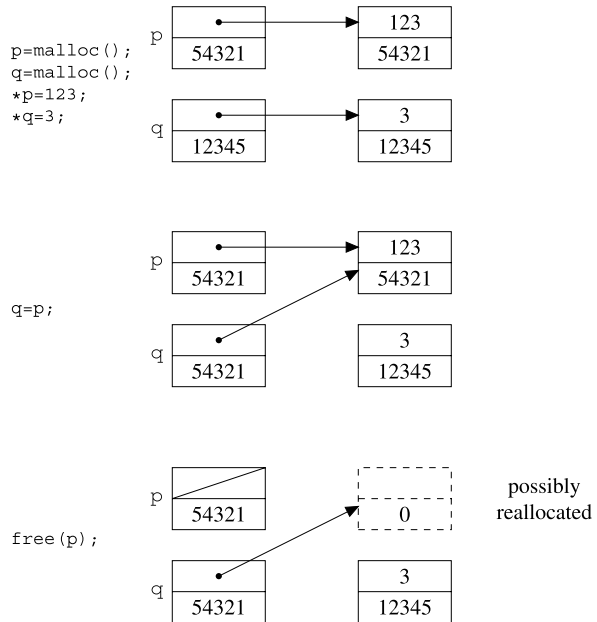 p=malloc();
q=malloc();
*p=123;
*q=3;
p
54321
123
54321
q
12345
3
12345
q=p;
p
54321
123
54321
q
54321
3
12345
free(p);
p
54321
0
possibly
reallocated
q
54321
3
12345